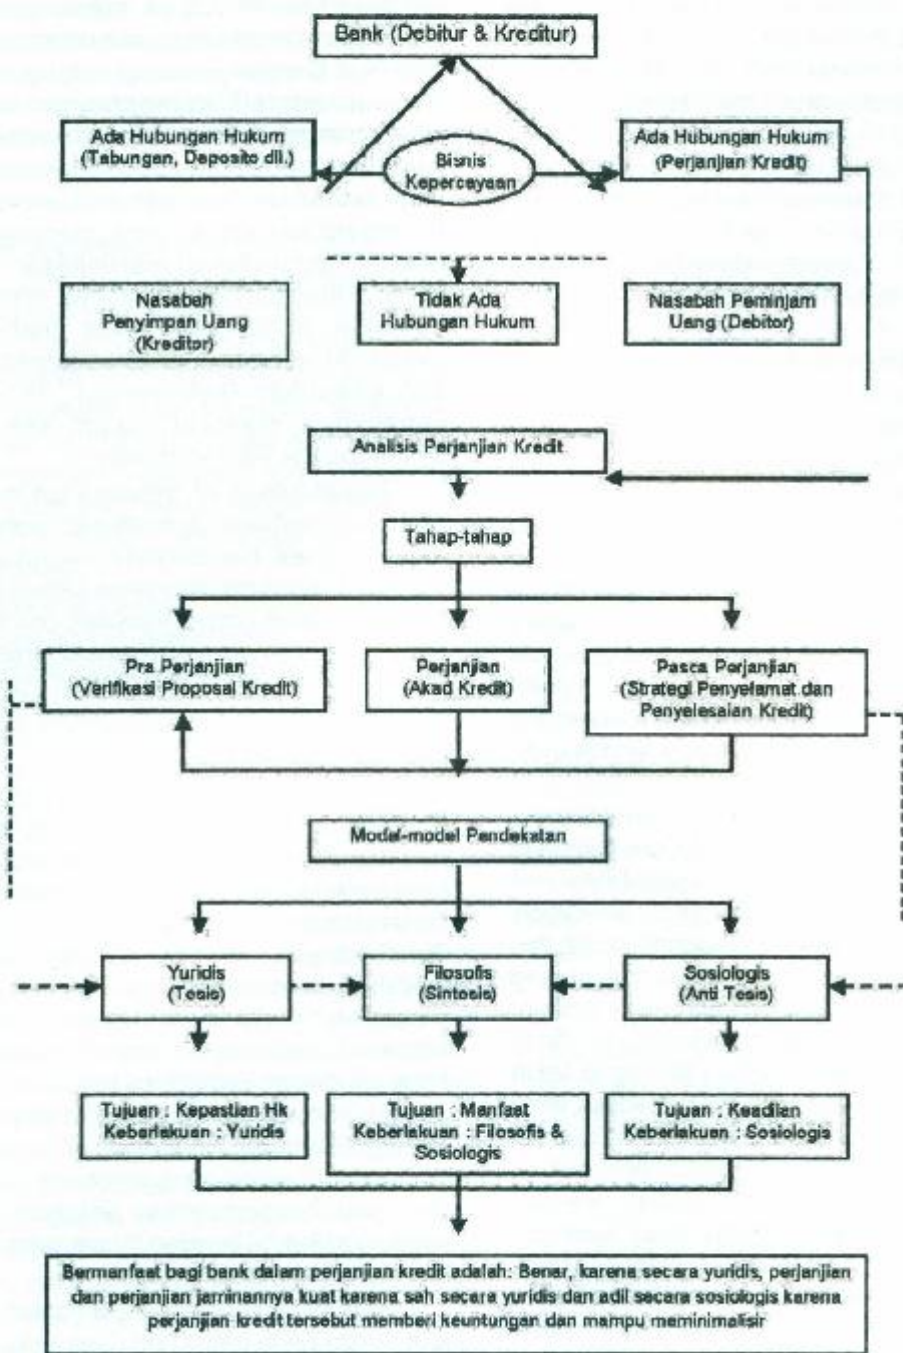 Bank (Debitur & Kreditur)
Ada Hubungan Hukum
(Tabungan, Deposito dll.)
Bisnis
Kepercayaan
Ada Hubungan Hukum
(Perjanjian Kredit)
Nasabah
Penyimpan Uang
(Kreditor)
Tidak Ada
Hubungan Hukum
Nasabah Peminjam
Uang (Debitor)
Analisis Perjanjian Kredit
Tahap-tahap
Pra Perjanjian
(Verifikasi Proposal Kredit)
Perjanjian
(Akad Kredit)
Pasca Perjanjian
(Strategi Penyelamat dan
Penyelesaian Kredit)
Model-model Pendekatan
Yuridis
(Tesis)
Filosofis
(Sintesis)
Sosiologis
(Anti Tesis)
Tujuan : Kepastian Hk
Keberlakuan : Yuridis
Tujuan : Manfaat
Keberlakuan : Filosofis &
Sosiologis
Tujuan : Keadilan
Keberlakuan : Sosiologis
Bermanfaat bagi bank dalam perjanjian kredit adalah: Benar, karena secara yuridis, perjanjian
dan perjanjian jaminannya kuat karena sah secara yuridis dan adil secara sosiologis karena
perjanjian kredit tersebut memberi keuntungan dan mampu meminimalisir